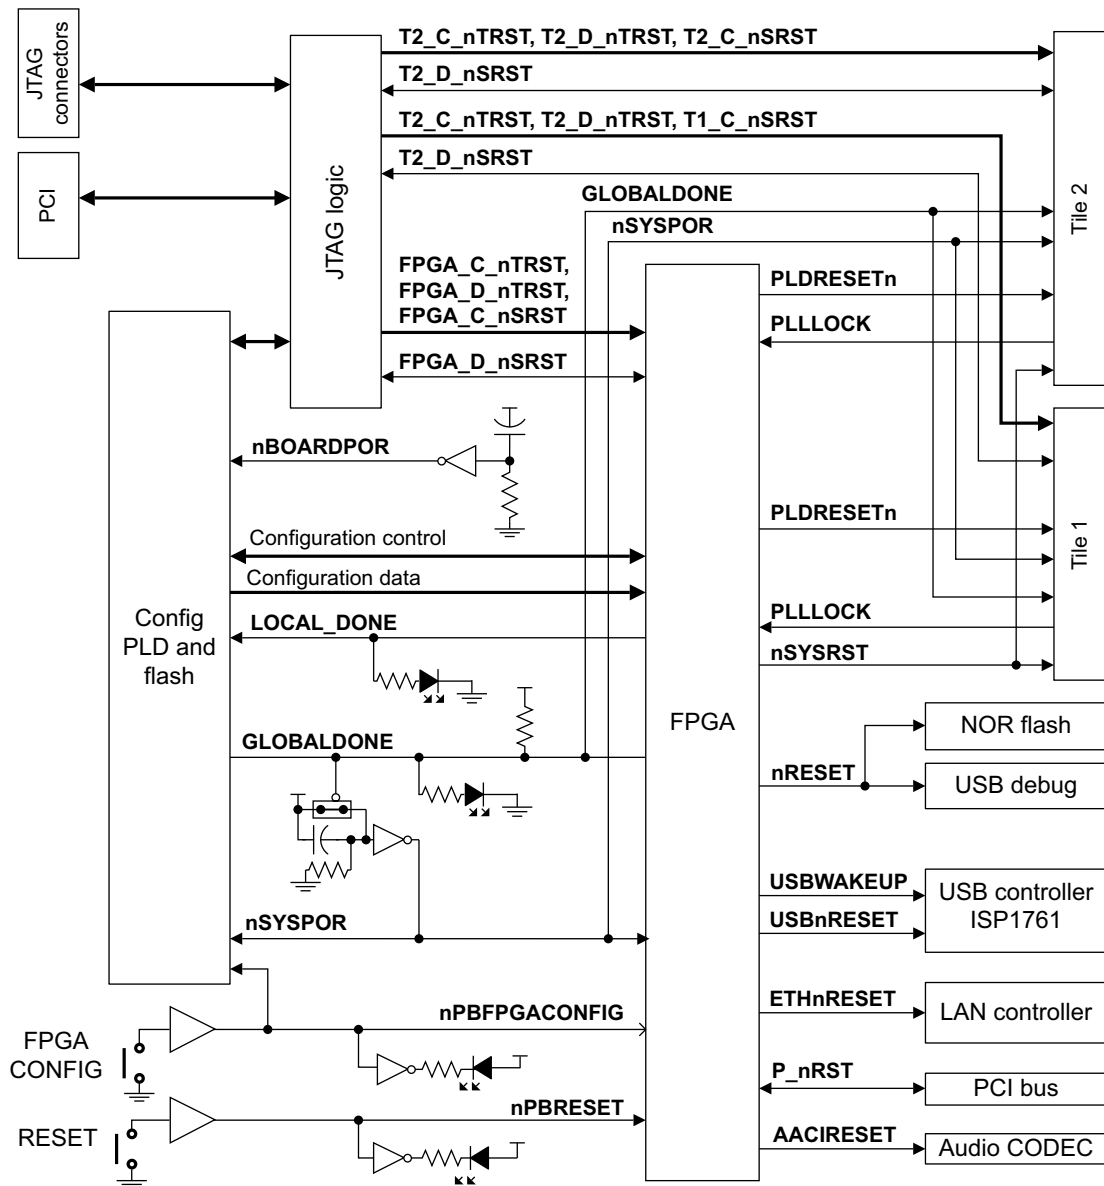 JTAG
connectors
PCI
JTAG logic
T2_C_nTRST, T2_D_nTRST, T2_C_nSRST
T2_D_nSRST
T2_C_nTRST, T2_D_nTRST, T1_C_nSRST
T2_D_nSRST
GLOBALDONE
nSYSPOR
Tile 2
FPGA_C_nTRST,
FPGA_D_nTRST,
FPGA_C_nSRST
FPGA_D_nSRST
PLDRESETn
PLLLOCK
nBOARDPOR
Configuration control
Configuration data
LOCAL_DONE
Config
PLD and
flash
PLDRESETn
PLLLOCK
nSYSRST
Tile 1
FPGA
GLOBALDONE
nSYSPOR
nRESET
NOR flash
USB debug
USBWAKEUP
USBnRESET
USB controller
ISP1761
ETHnRESET
LAN controller
P_nRST
PCI bus
AACIRESET
Audio CODEC
FPGA
CONFIG
nPBFPGACONFIG
RESET
nPBRESET